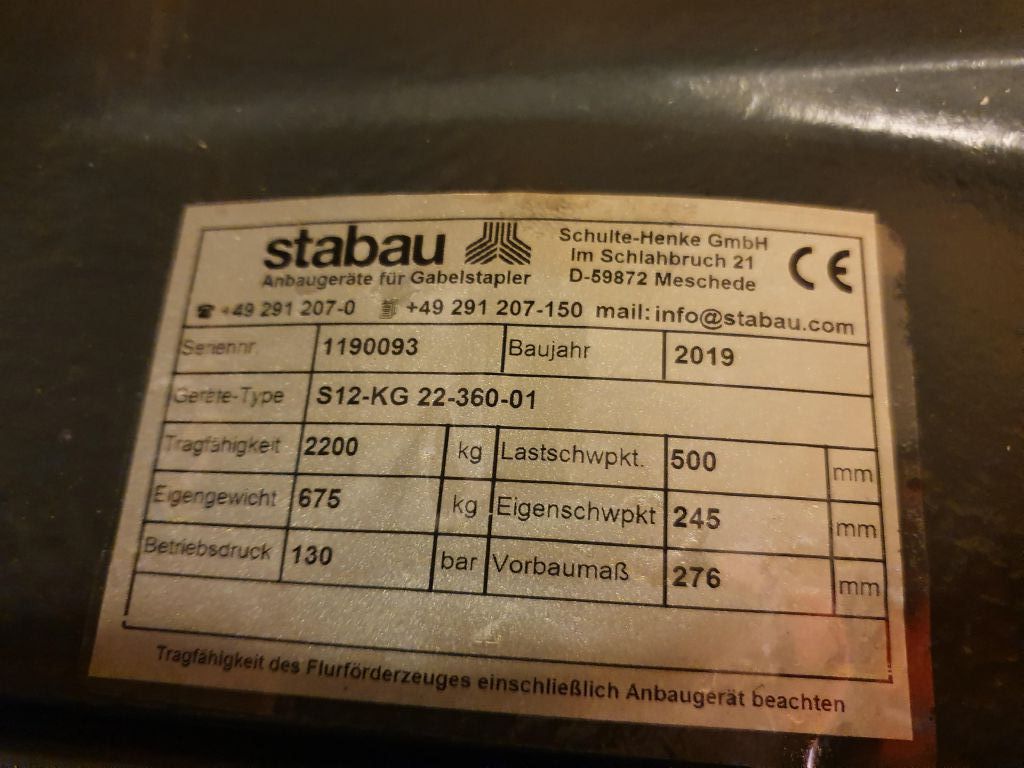 stabau
Anbaugeräte für Gabelstapler
Schulte-Henke GmbH
Im Schlahbruch 21
D-59872 Meschede
CE
+49 291 207-0 +49 291 207-150 mail: info@stabau.com
Seriennr. 1190093 Baujahr 2019
Geräte-Type S12-KG 22-360-01
Tragfähigkeit 2200 kg Lastschwpkt. 500 mm
Eigengewicht 675 kg Eigenschwpkt 245 mm
Betriebsdruck 130 bar Vorbaumaß 276 mm
Tragfähigkeit des Flurförderzeuges einschließlich Anbaugerät beachten